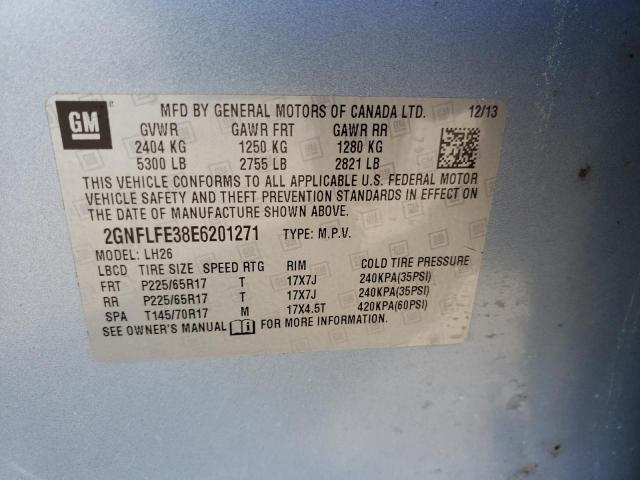 GM
MFD BY GENERAL MOTORS OF CANADA LTD. 12/13
GVWR GAWR FRT GAWR RR
2404 KG 1250 KG 1280 KG
5300 LB 2755 LB 2821 LB
THIS VEHICLE CONFORMS TO ALL APPLICABLE U.S. FEDERAL MOTOR
VEHICLE SAFETY AND THEFT PREVENTION STANDARDS IN EFFECT ON
THE DATE OF MANUFACTURE SHOWN ABOVE.
2GNFLFE38E6201271 TYPE: M.P.V.
MODEL: LH26
LBCD TIRE SIZE SPEED RTG RIM COLD TIRE PRESSURE
FRT P225/65R17 T 17X7J 240KPA(35PSI)
RR P225/65R17 T 17X7J 240KPA(35PSI)
SPA T145/70R17 M 17X4.5T 420KPA(60PSI)
SEE OWNER'S MANUAL FOR MORE INFORMATION.